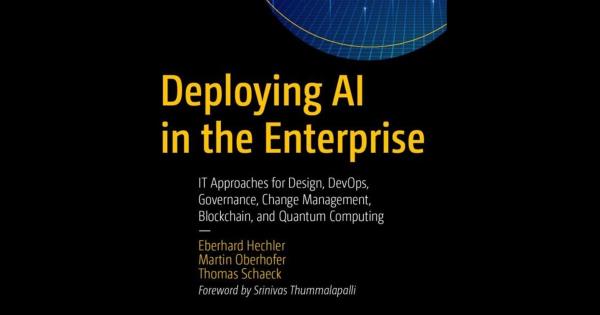 Deploying AI
in the Enterprise
IT Approaches for Design, DevOps,
Governance, Change Management,
Blockchain, and Quantum Computing
—
Eberhard Hechler
Martin Oberhofer
Thomas Schaeck
Foreword by Srinivas Thummalapalli